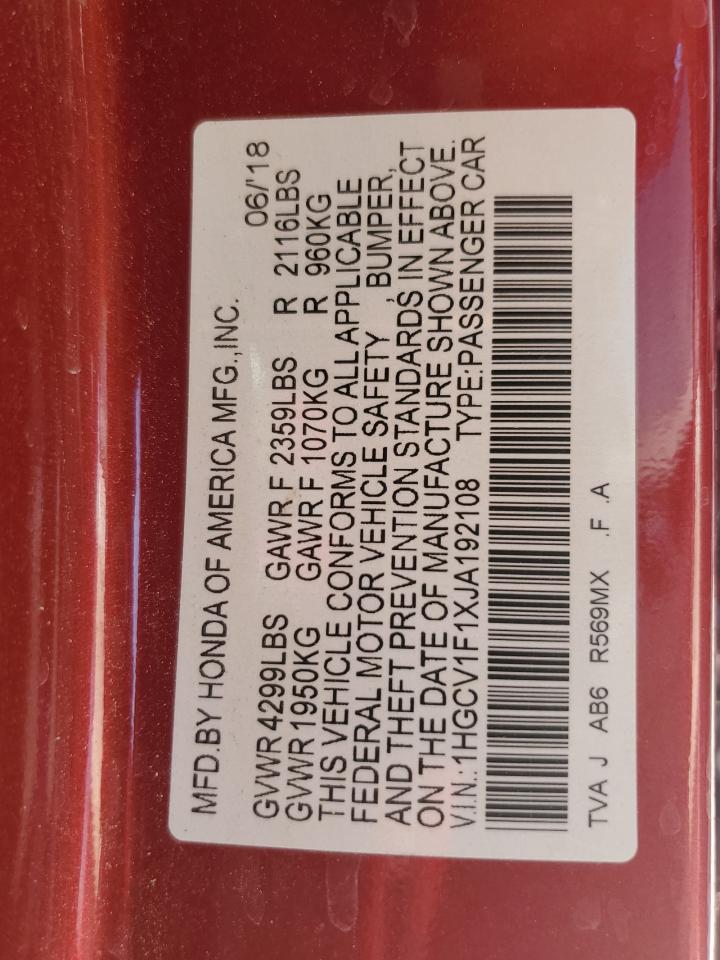 MFD.BY HONDA OF AMERICA MFG.,INC. 06/'18
GVWR 4299LBS GAWR F 2359LBS R 2116LBS
GVWR 1950KG GAWR F 1070KG R 960KG
THIS VEHICLE CONFORMS TO ALL APPLICABLE
FEDERAL MOTOR VEHICLE SAFETY , BUMPER,
AND THEFT PREVENTION STANDARDS IN EFFECT
ON THE DATE OF MANUFACTURE SHOWN ABOVE.
V.I.N.:1HGCV1F1XJA192108 TYPE:PASSENGER CAR
TVA J AB6 R569MX .F .A